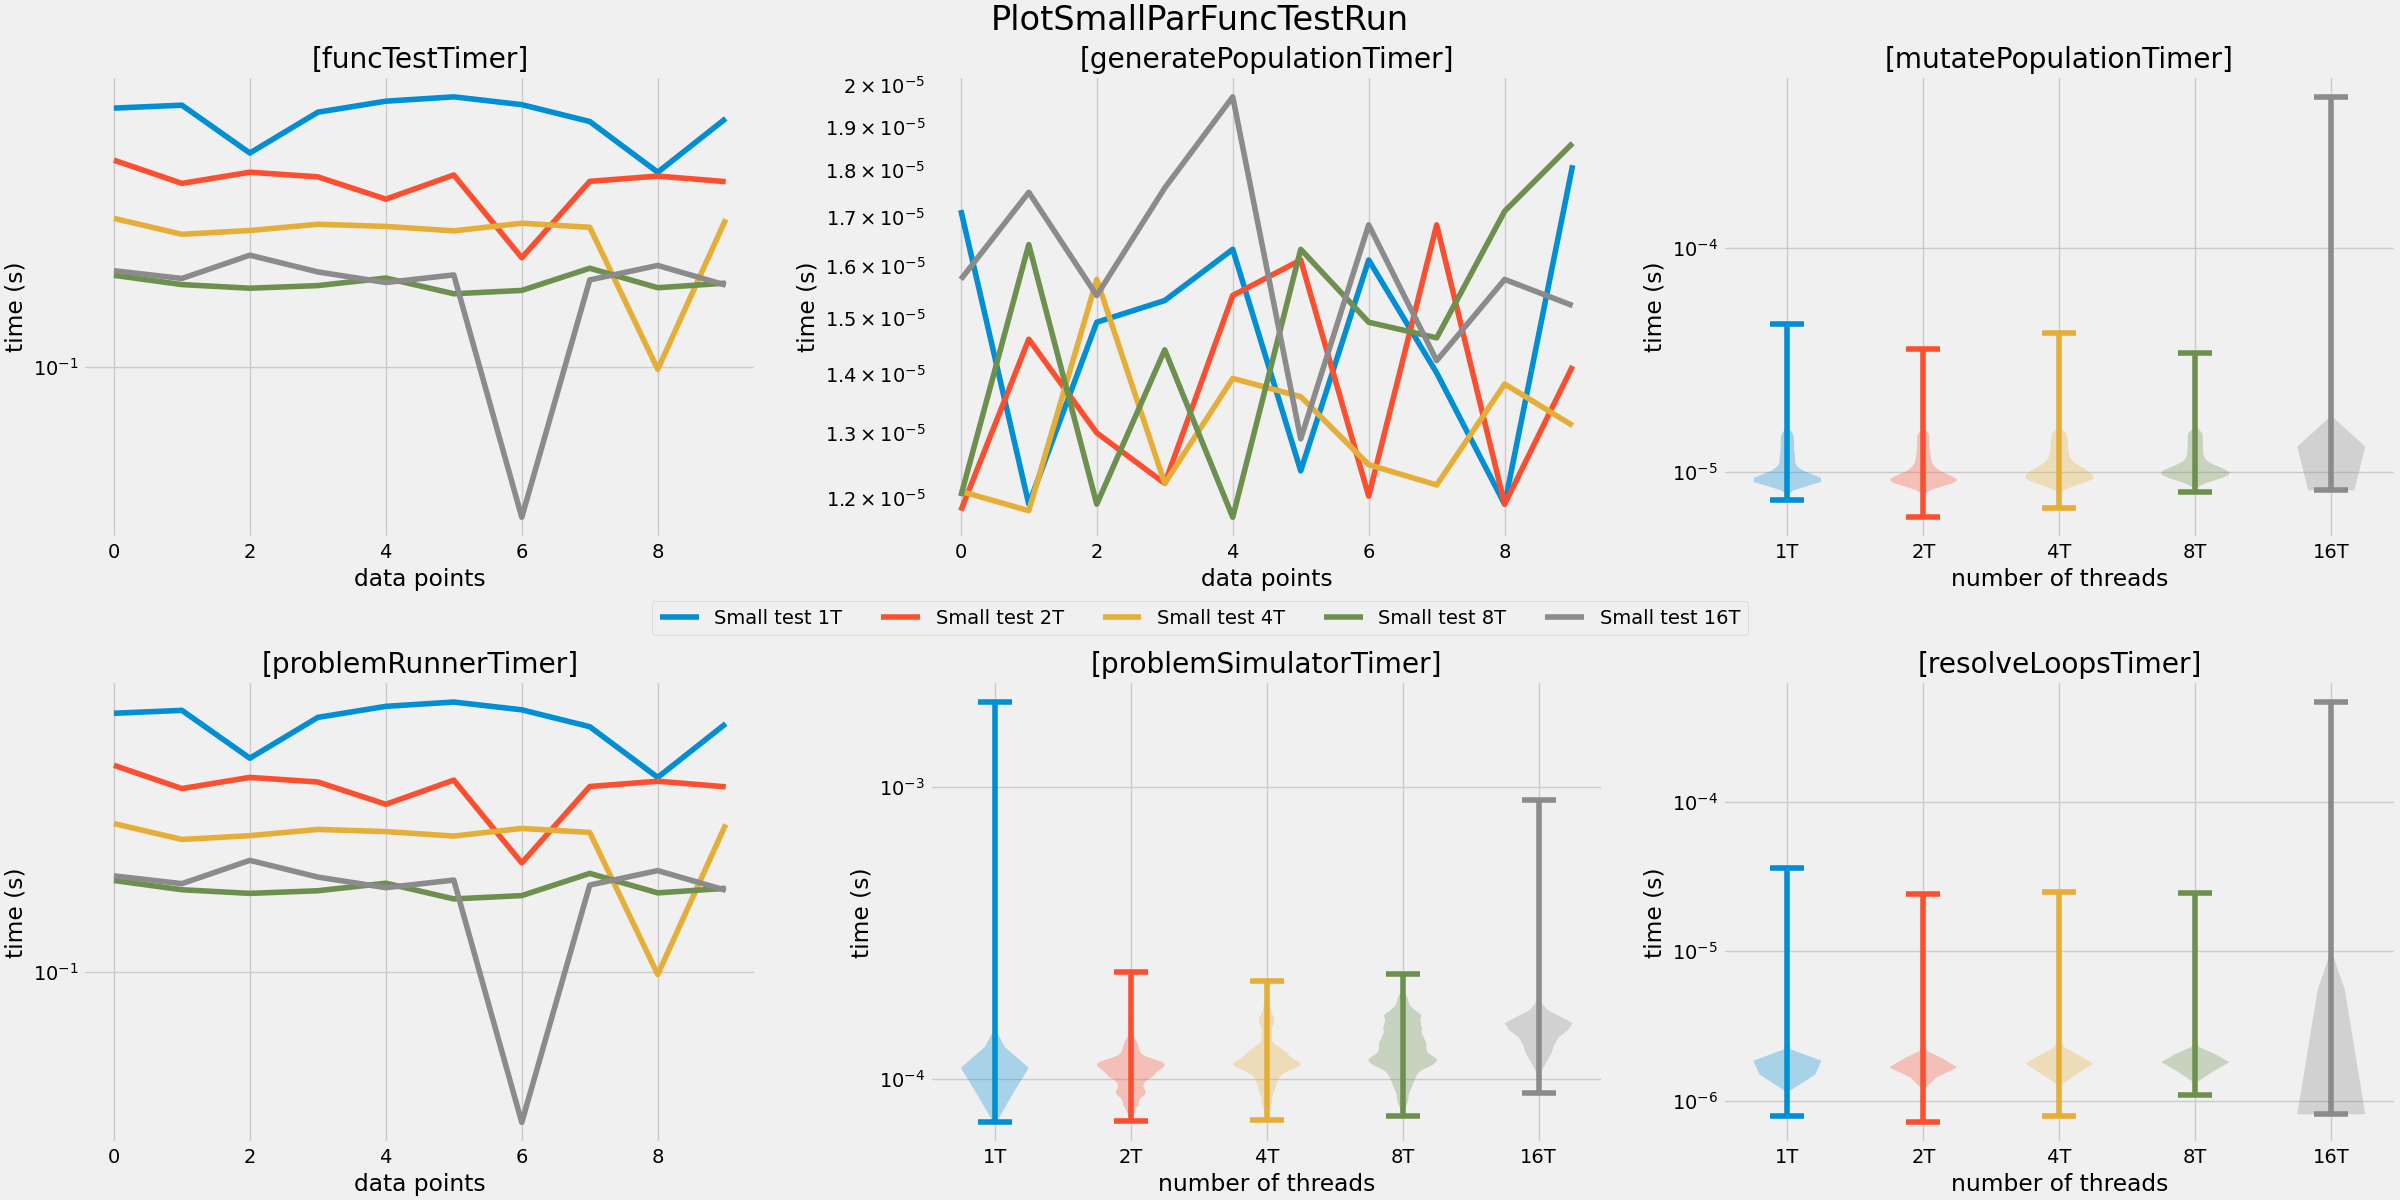 PlotSmallParFuncTestRun
[funcTestTimer]
time (s)
10⁻¹
0 2 4 6 8
data points
[generatePopulationTimer]
time (s)
2 × 10⁻⁵
1.9 × 10⁻⁵
1.8 × 10⁻⁵
1.7 × 10⁻⁵
1.6 × 10⁻⁵
1.5 × 10⁻⁵
1.4 × 10⁻⁵
1.3 × 10⁻⁵
1.2 × 10⁻⁵
0 2 4 6 8
data points
[mutatePopulationTimer]
time (s)
10⁻⁴
10⁻⁵
1T 2T 4T 8T 16T
number of threads
Small test 1T Small test 2T Small test 4T Small test 8T Small test 16T
[problemRunnerTimer]
time (s)
10⁻¹
0 2 4 6 8
data points
[problemSimulatorTimer]
time (s)
10⁻³
10⁻⁴
1T 2T 4T 8T 16T
number of threads
[resolveLoopsTimer]
time (s)
10⁻⁴
10⁻⁵
10⁻⁶
1T 2T 4T 8T 16T
number of threads